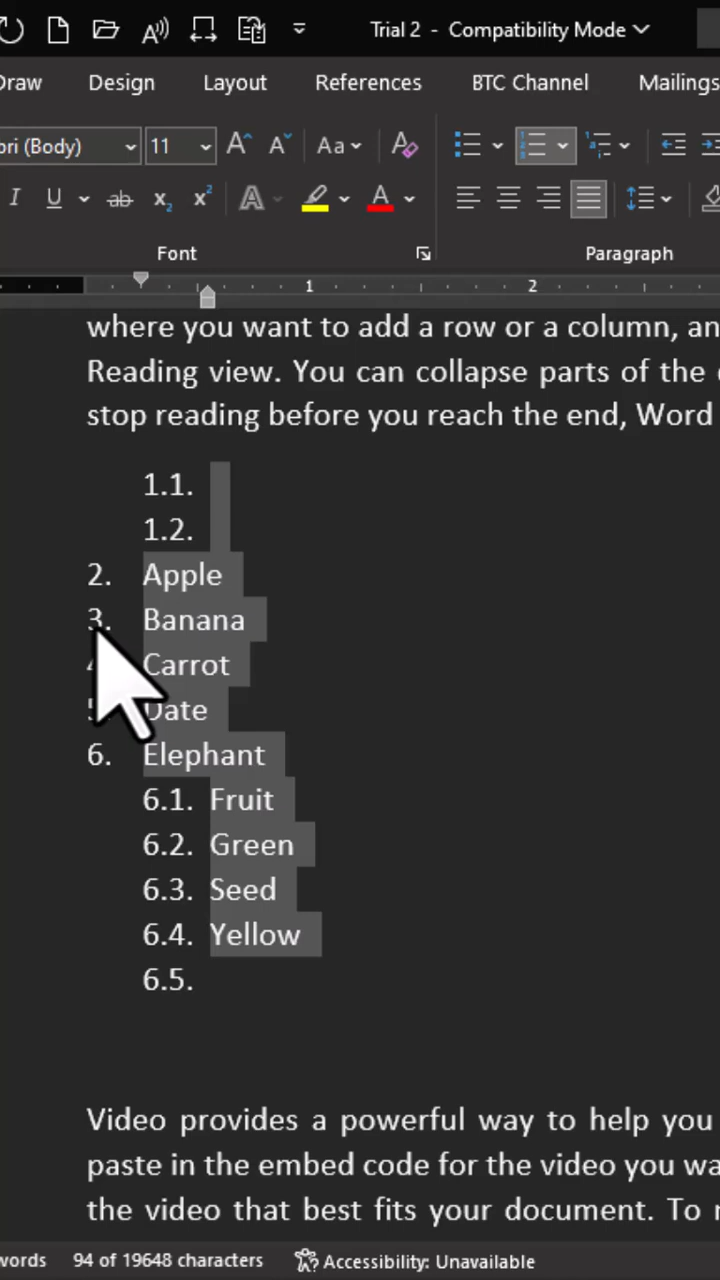 Trial 2 - Compatibility Mode
Draw Design Layout References BTC Channel Mailings
ori (Body) 11 Aa
Font Paragraph
1 2
where you want to add a row or a column, an
Reading view. You can collapse parts of the
stop reading before you reach the end, Word
1.1.
1.2.
2. Apple
3. Banana
Carrot
Date
6. Elephant
6.1. Fruit
6.2. Green
6.3. Seed
6.4. Yellow
6.5.
Video provides a powerful way to help you
paste in the embed code for the video you wa
the video that best fits your document. To
words 94 of 19648 characters Accessibility: Unavailable